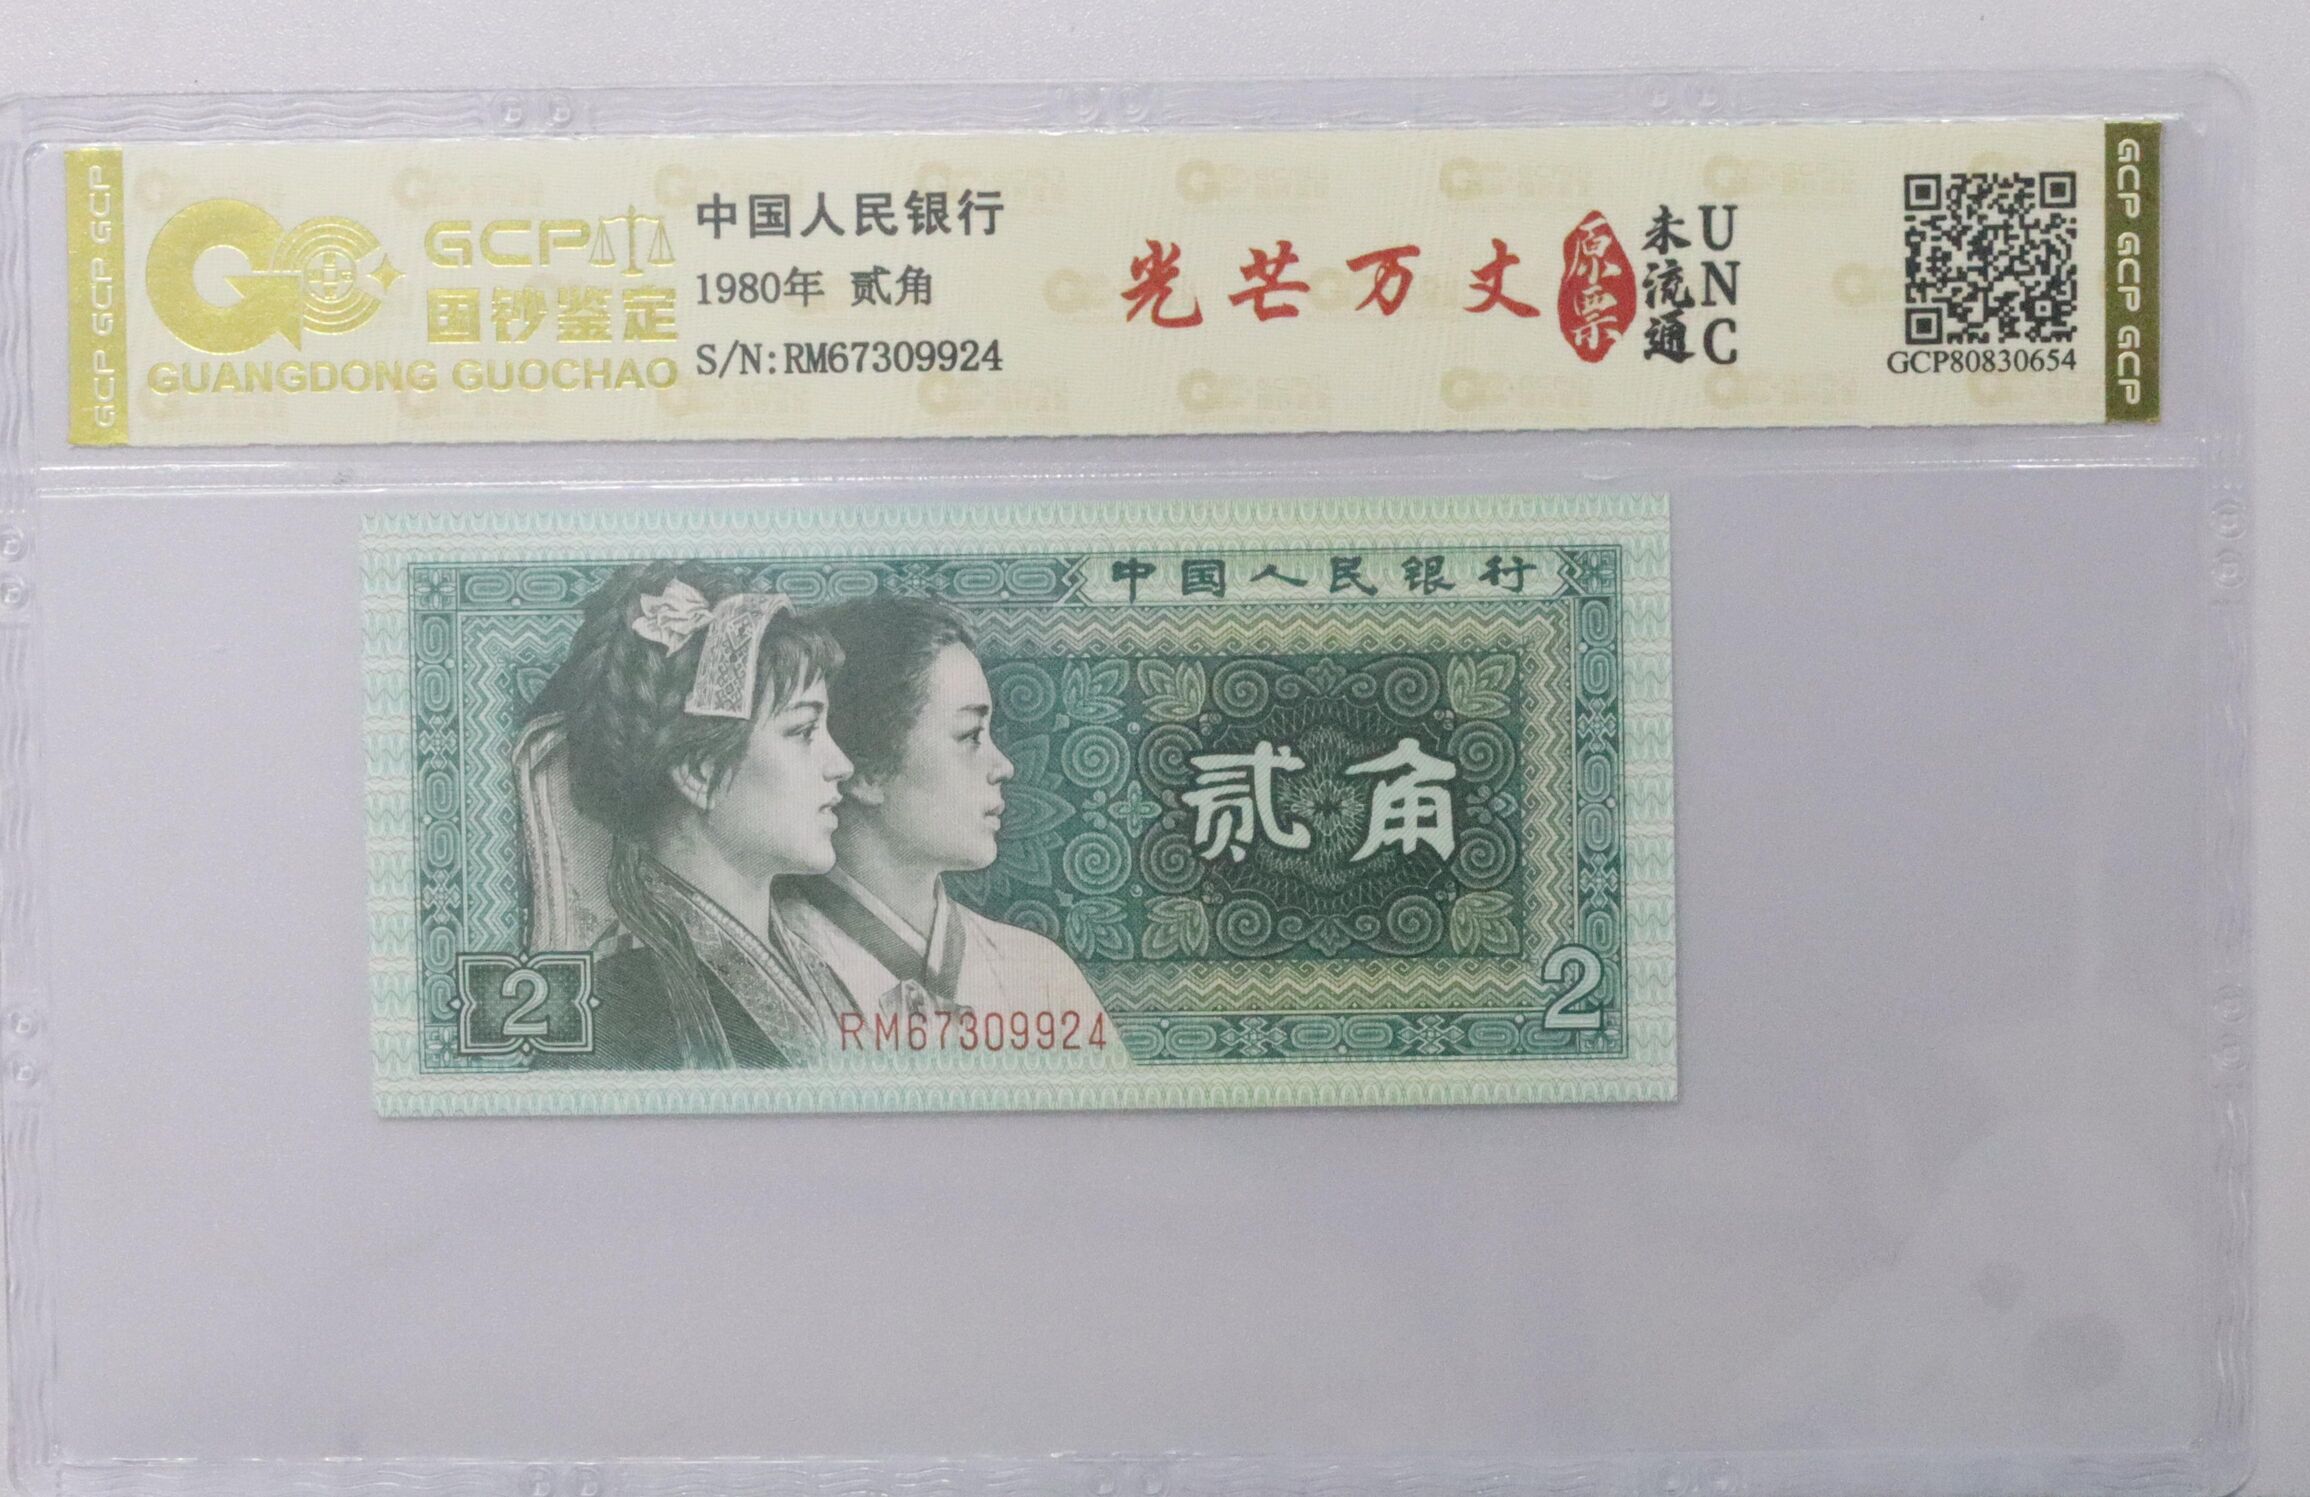 GCP GCP GCP
GCP
国钞鉴定
GUANGDONG GUOCHAO
中国人民银行
1980年 贰角
S/N:RM67309924
光芒万丈
原票
未流通
UNC
GCP80830654
GCP GCP GCP
中国人民银行
贰角
2
RM67309924
2